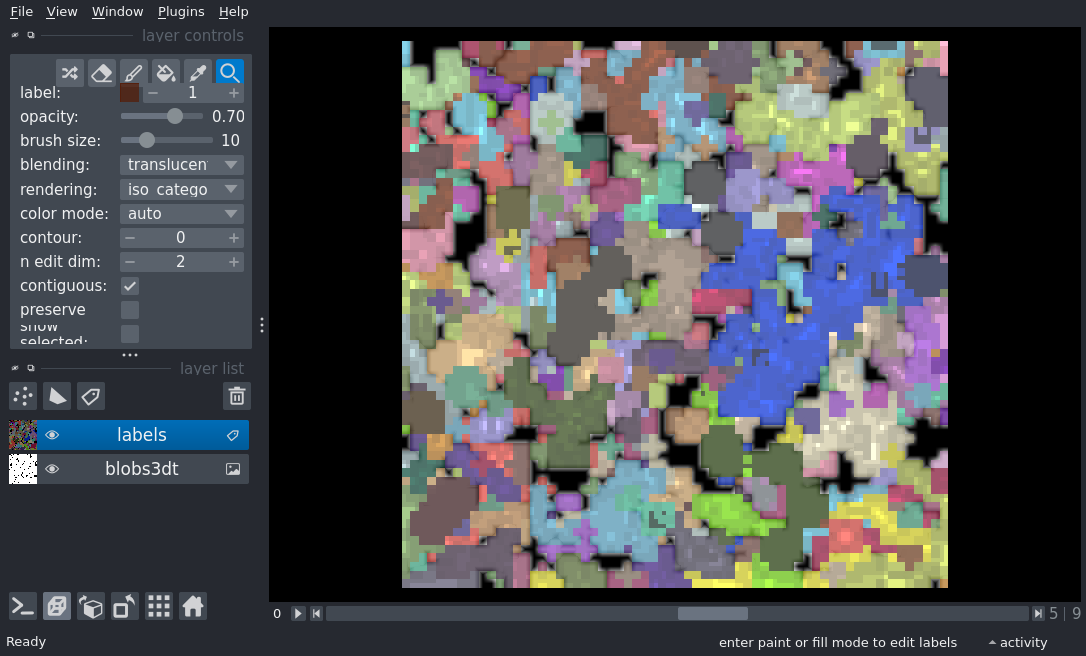 File View Window Plugins Help
layer controls
label: 1
opacity: 0.70
brush size: 10
blending: translucen
rendering: iso_catego
color mode: auto
contour: 0
n edit dim: 2
contiguous:
preserve
show
selected:
layer list
labels
blobs3dt
0 5 | 9
Ready enter paint or fill mode to edit labels activity